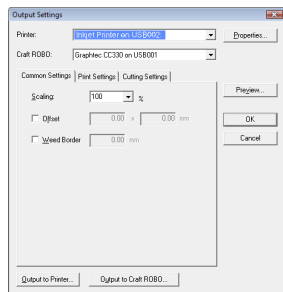 Output Settings
Printer: Inkjet Printer on USB002 Properties...
Craft ROBO: Graphtec CC330 on USB001
Common Settings Print Settings Cutting Settings
Scaling: 100 % Preview...
Offset 0.00 x 0.00 mm OK
Weed Border 0.00 mm Cancel
Output to Printer... Output to Craft ROBO...